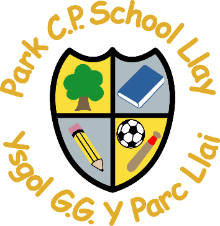 Park C.P. School Llay
Ysgol G.G. Y Parc Llai